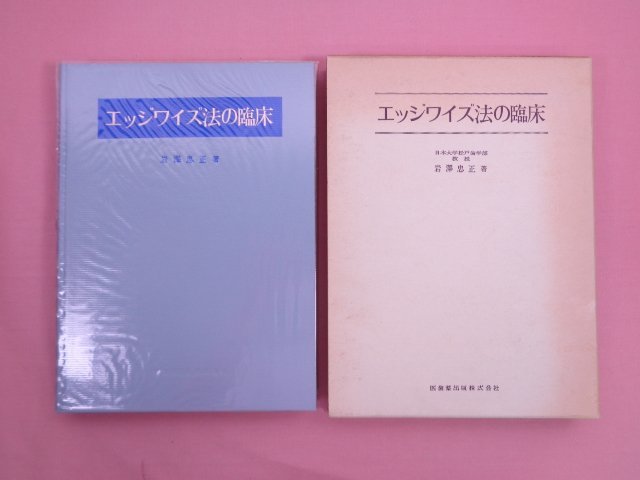 エッジワイズ法の臨床
岩澤忠正著
エッジワイズ法の臨床
日本大学松戸歯学部
教授
岩澤忠正著
医歯薬出版株式会社